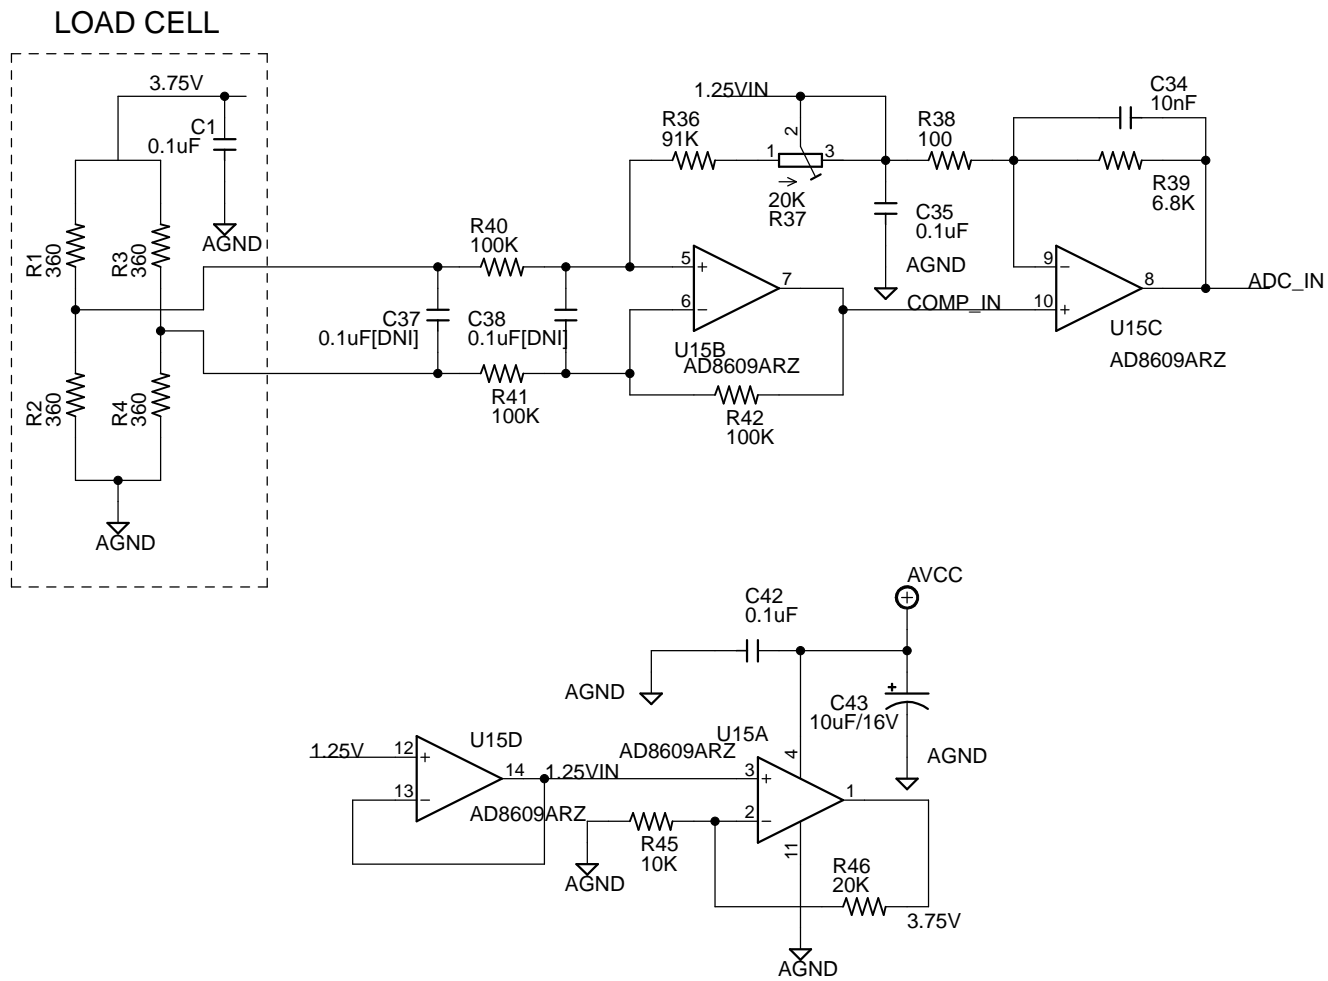 LOAD CELL
3.75V
C1
0.1uF
AGND
R1
360
R3
360
R2
360
R4
360
AGND
R40
100K
C37
0.1uF[DNI]
C38
0.1uF[DNI]
R41
100K
1.25VIN
R36
91K
1
2
3
20K
R37
R38
100
C34
10nF
R39
6.8K
C35
0.1uF
AGND
5
+
6
−
7
U15B
AD8609ARZ
R42
100K
COMP_IN
9
−
10
+
8
ADC_IN
U15C
AD8609ARZ
AVCC
+
C42
0.1uF
AGND
+
C43
10uF/16V
AGND
1.25V
12
+
13
−
14
U15D
AD8609ARZ
1.25VIN
U15A
AD8609ARZ
4
3
+
2
−
1
11
R45
10K
AGND
R46
20K
3.75V
AGND